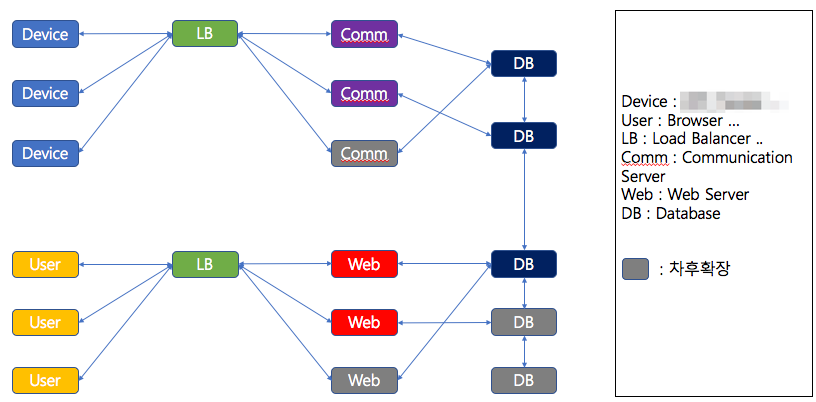 Device
LB
Comm
DB
Device
Comm
DB
Device
Comm
User
LB
Web
DB
User
Web
DB
User
Web
DB
Device :
User : Browser ...
LB : Load Balancer ..
Comm : Communication
Server
Web : Web Server
DB : Database
: 차후확장